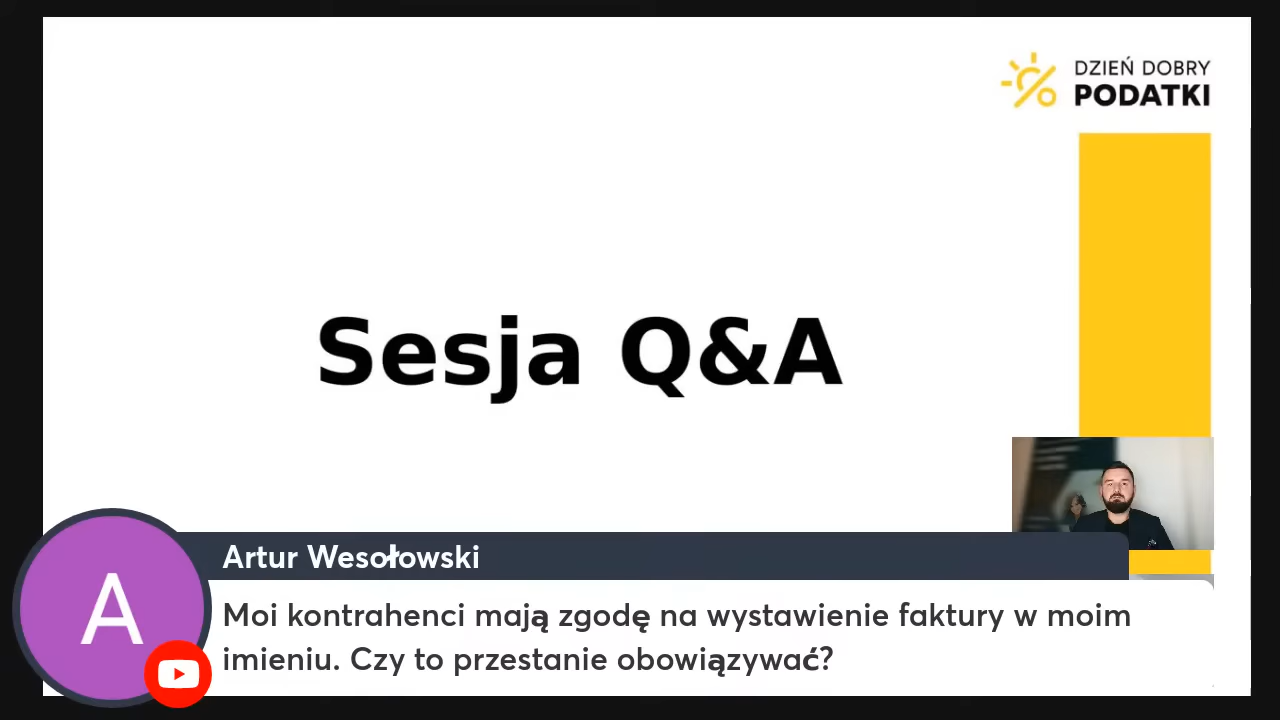 DZIEŃ DOBRY
PODATKI
Sesja Q&A
A
Artur Wesołowski
Moi kontrahenci mają zgodę na wystawienie faktury w moim
imieniu. Czy to przestanie obowiązywać?